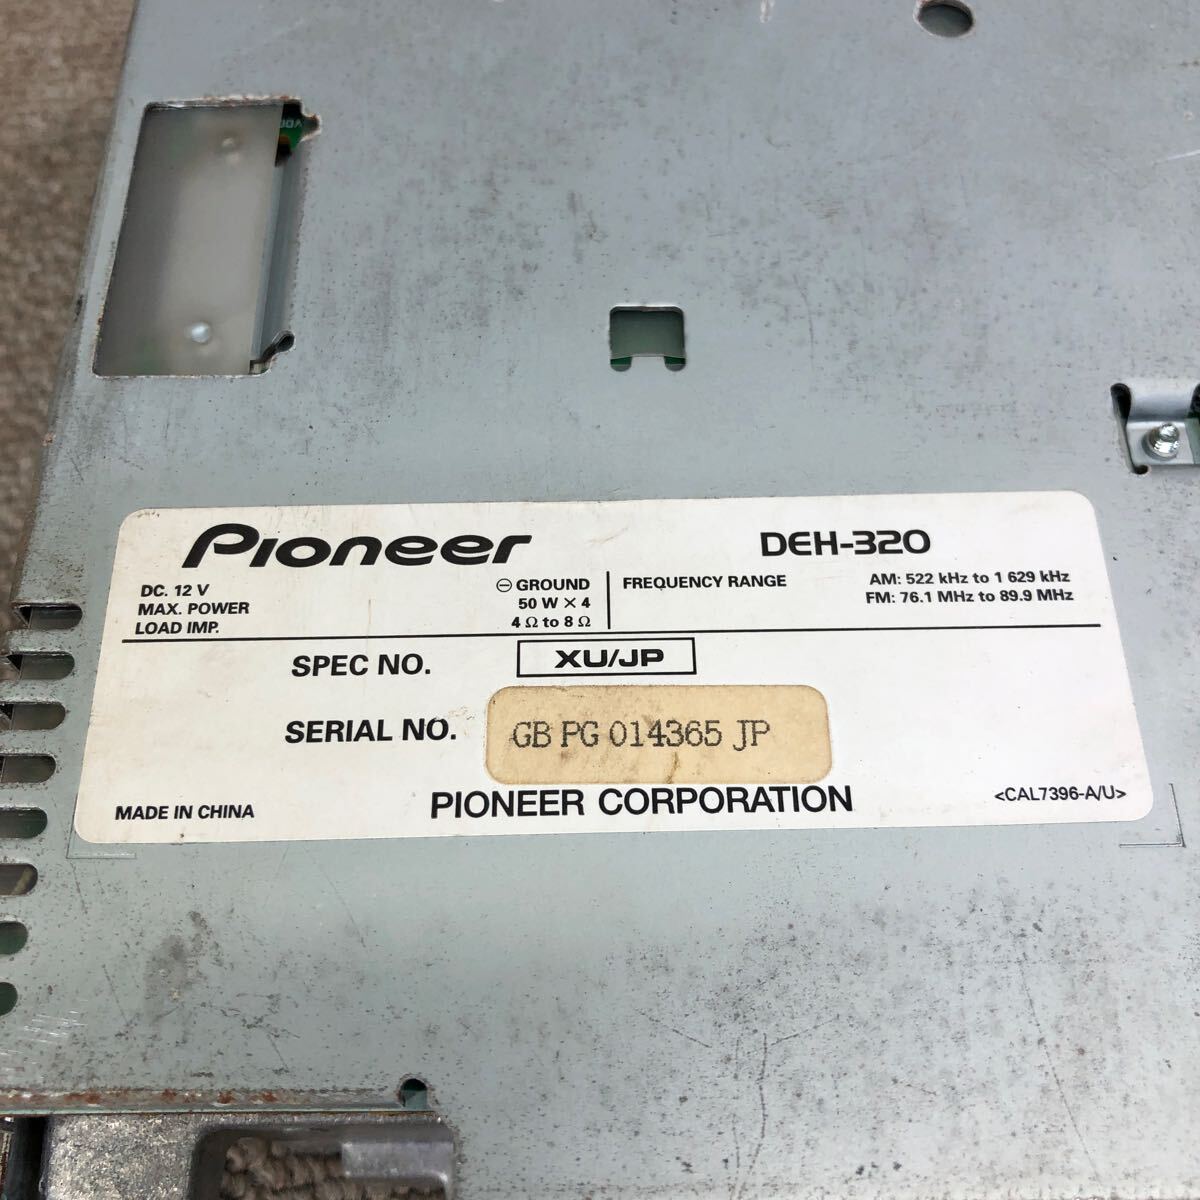 Pioneer
DEH-320
DC. 12 V
⊖ GROUND
MAX. POWER
50 W × 4
LOAD IMP.
4 Ω to 8 Ω
FREQUENCY RANGE
AM: 522 kHz to 1 629 kHz
FM: 76.1 MHz to 89.9 MHz
SPEC NO.
XU/JP
SERIAL NO.
GB PG 014365 JP
MADE IN CHINA
PIONEER CORPORATION
<CAL7396-A/U>